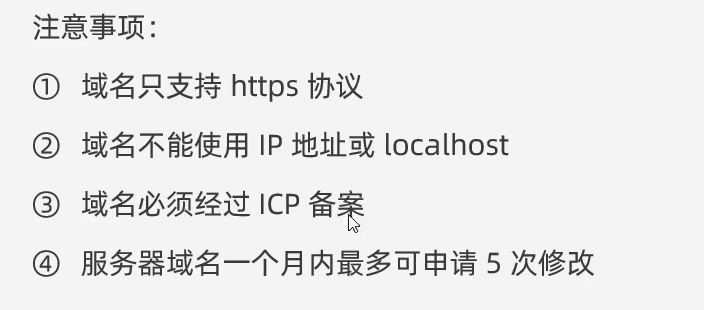 注意事项：
① 域名只支持 https 协议
② 域名不能使用 IP 地址或 localhost
③ 域名必须经过 ICP 备案
④ 服务器域名一个月内最多可申请 5 次修改